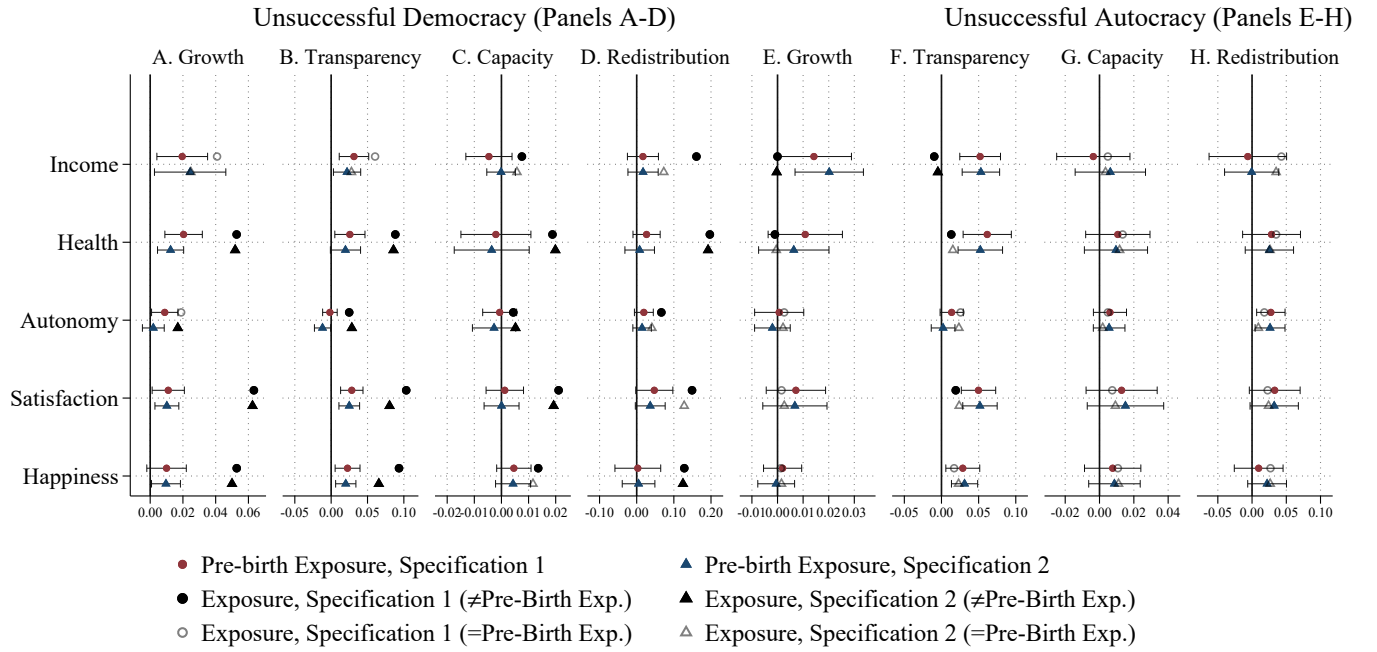 Unsuccessful Democracy (Panels A-D) Unsuccessful Autocracy (Panels E-H)
A. Growth B. Transparency C. Capacity D. Redistribution E. Growth F. Transparency G. Capacity H. Redistribution
Income
Health
Autonomy
Satisfaction
Happiness
0.00 0.02 0.04 0.06 -0.05 0.00 0.05 0.10 -0.02 -0.01 0.00 0.01 0.02 -0.10 0.00 0.10 0.20 -0.01 0.00 0.01 0.02 0.03 -0.05 0.00 0.05 0.10 -0.02 0.00 0.02 0.04 -0.05 0.00 0.05 0.10
Pre-birth Exposure, Specification 1 Pre-birth Exposure, Specification 2
Exposure, Specification 1 (≠Pre-Birth Exp.) Exposure, Specification 2 (≠Pre-Birth Exp.)
Exposure, Specification 1 (=Pre-Birth Exp.) Exposure, Specification 2 (=Pre-Birth Exp.)